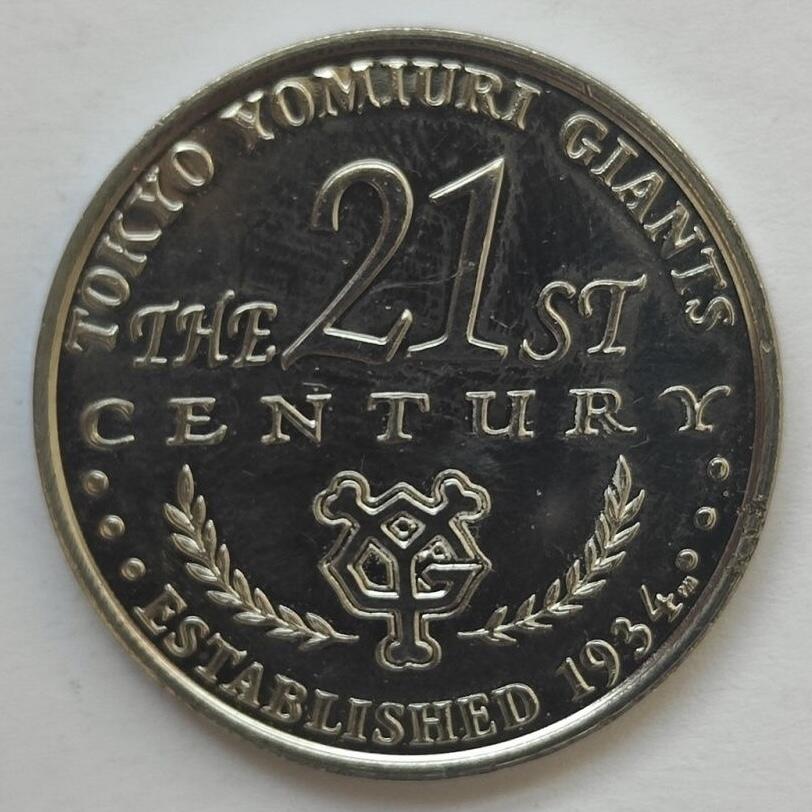 TOKYO YOMIURI GIANTS
THE 21ST
CENTURY
YG
ESTABLISHED 1934